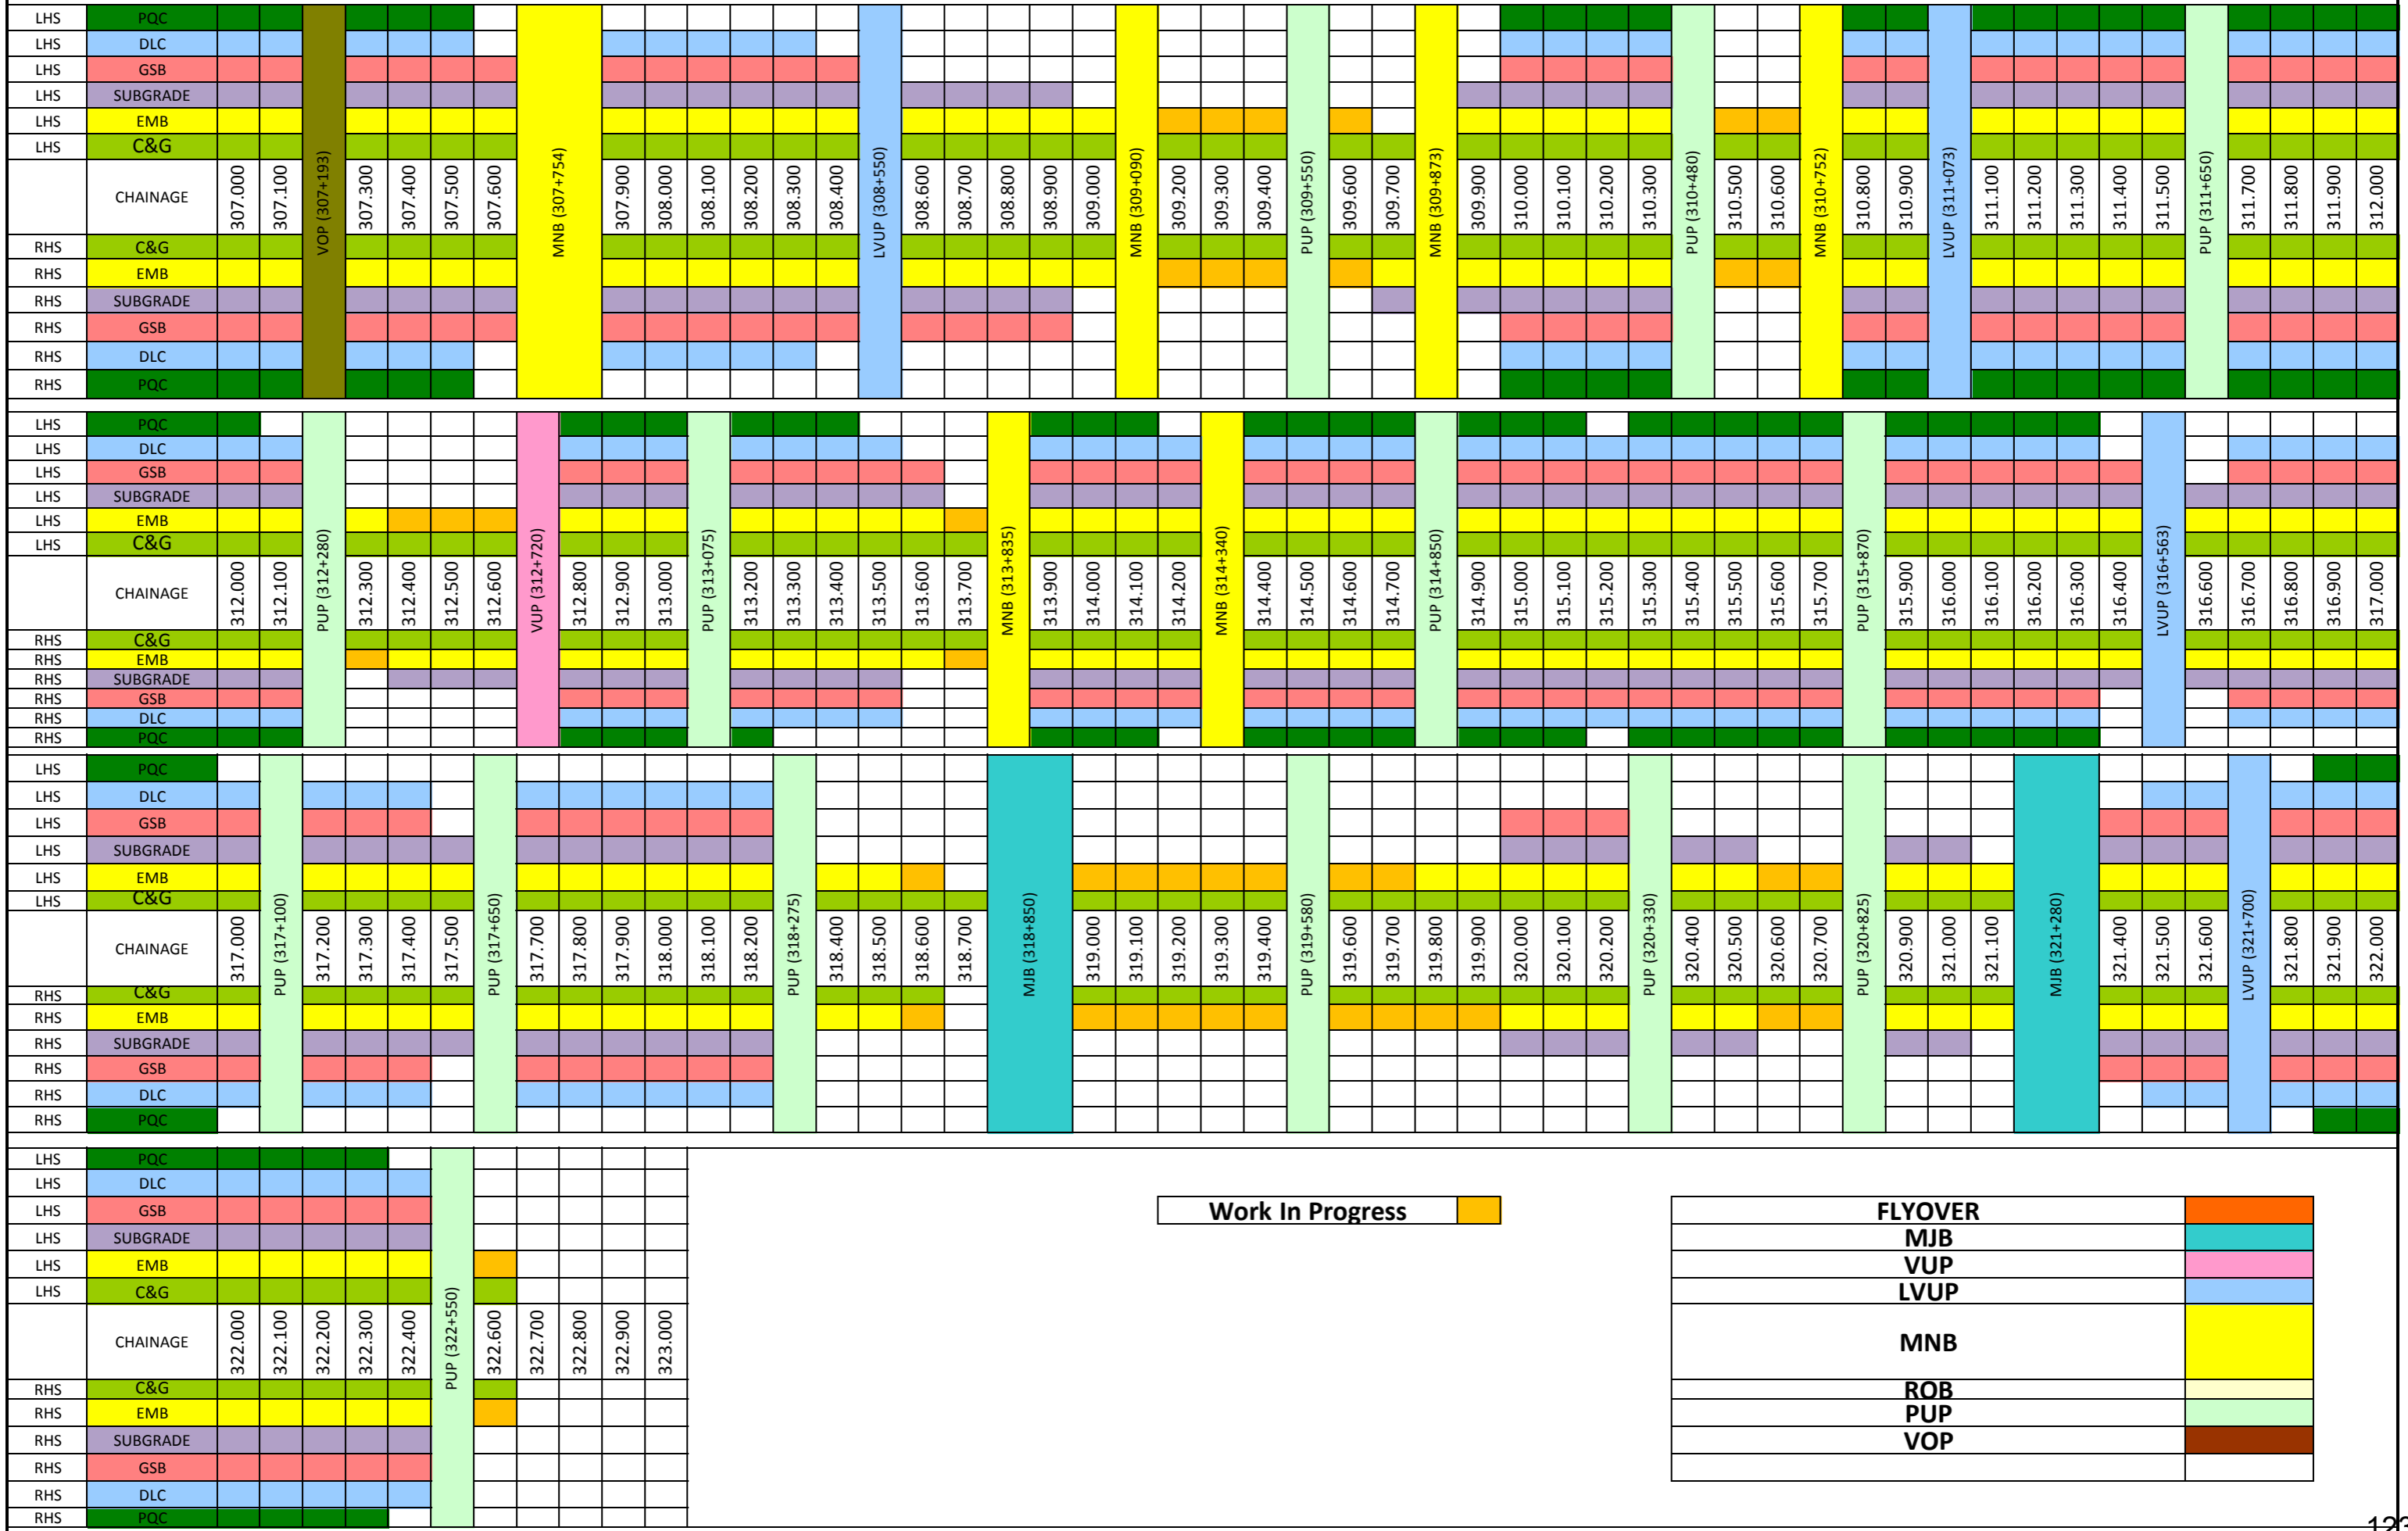 LHS PQC
LHS DLC
LHS GSB
LHS SUBGRADE
LHS EMB
LHS C&G
CHAINAGE 307.000 307.100 VOP (307+193) 307.300 307.400 307.500 307.600 MNB (307+754) 307.900 308.000 308.100 308.200 308.300 308.400 LVUP (308+550) 308.600 308.700 308.800 308.900 309.000 MNB (309+090) 309.200 309.300 309.400 PUP (309+550) 309.600 309.700 MNB (309+873) 309.900 310.000 310.100 310.200 310.300 PUP (310+480) 310.500 310.600 MNB (310+752) 310.800 310.900 LVUP (311+073) 311.100 311.200 311.300 311.400 311.500 PUP (311+650) 311.700 311.800 311.900 312.000
RHS C&G
RHS EMB
RHS SUBGRADE
RHS GSB
RHS DLC
RHS PQC
LHS PQC
LHS DLC
LHS GSB
LHS SUBGRADE
LHS EMB
LHS C&G
CHAINAGE 312.000 312.100 PUP (312+280) 312.300 312.400 312.500 312.600 VUP (312+720) 312.800 312.900 313.000 PUP (313+075) 313.200 313.300 313.400 313.500 313.600 313.700 MNB (313+835) 313.900 314.000 314.100 314.200 MNB (314+340) 314.400 314.500 314.600 314.700 PUP (314+850) 314.900 315.000 315.100 315.200 315.300 315.400 315.500 315.600 315.700 PUP (315+870) 315.900 316.000 316.100 316.200 316.300 316.400 LVUP (316+563) 316.600 316.700 316.800 316.900 317.000
RHS C&G
RHS EMB
RHS SUBGRADE
RHS GSB
RHS DLC
RHS PQC
LHS PQC
LHS DLC
LHS GSB
LHS SUBGRADE
LHS EMB
LHS C&G
CHAINAGE 317.000 PUP (317+100) 317.200 317.300 317.400 317.500 PUP (317+650) 317.700 317.800 317.900 318.000 318.100 318.200 PUP (318+275) 318.400 318.500 318.600 318.700 MJB (318+850) 319.000 319.100 319.200 319.300 319.400 PUP (319+580) 319.600 319.700 319.800 319.900 320.000 320.100 320.200 PUP (320+330) 320.400 320.500 320.600 320.700 PUP (320+825) 320.900 321.000 321.100 MJB (321+280) 321.400 321.500 321.600 LVUP (321+700) 321.800 321.900 322.000
RHS C&G
RHS EMB
RHS SUBGRADE
RHS GSB
RHS DLC
RHS PQC
LHS PQC
LHS DLC
LHS GSB
LHS SUBGRADE
LHS EMB
LHS C&G
CHAINAGE 322.000 322.100 322.200 322.300 322.400 PUP (322+550) 322.600 322.700 322.800 322.900 323.000
RHS C&G
RHS EMB
RHS SUBGRADE
RHS GSB
RHS DLC
RHS PQC
Work In Progress
FLYOVER
MJB
VUP
LVUP
MNB
ROB
PUP
VOP